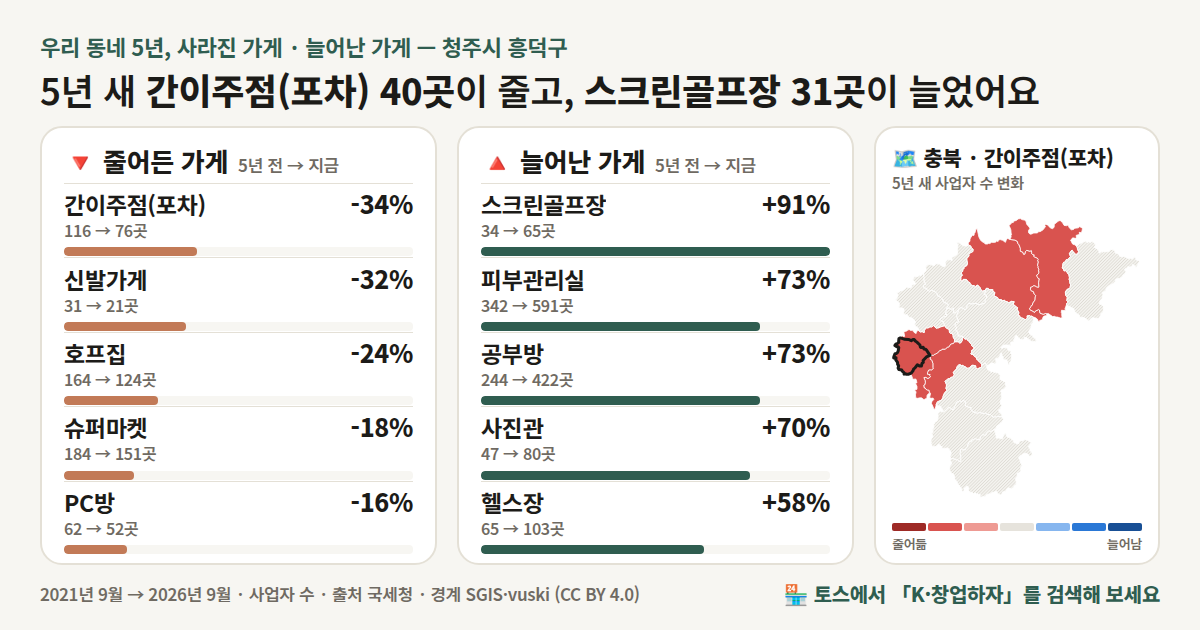 우리 동네 5년, 사라진 가게 · 늘어난 가게 — 청주시 흥덕구
5년 새 간이주점(포차) 40곳이 줄고, 스크린골프장 31곳이 늘었어요
줄어든 가게 5년 전 → 지금
간이주점(포차) -34%
116 → 76곳
신발가게 -32%
31 → 21곳
호프집 -24%
164 → 124곳
슈퍼마켓 -18%
184 → 151곳
PC방 -16%
62 → 52곳
늘어난 가게 5년 전 → 지금
스크린골프장 +91%
34 → 65곳
피부관리실 +73%
342 → 591곳
공부방 +73%
244 → 422곳
사진관 +70%
47 → 80곳
헬스장 +58%
65 → 103곳
충북 · 간이주점(포차)
5년 새 사업자 수 변화
줄어듦 늘어남
2021년 9월 → 2026년 9월 · 사업자 수 · 출처 국세청 · 경계 SGIS·vuski (CC BY 4.0)
24 토스에서 「K·창업하자」를 검색해 보세요